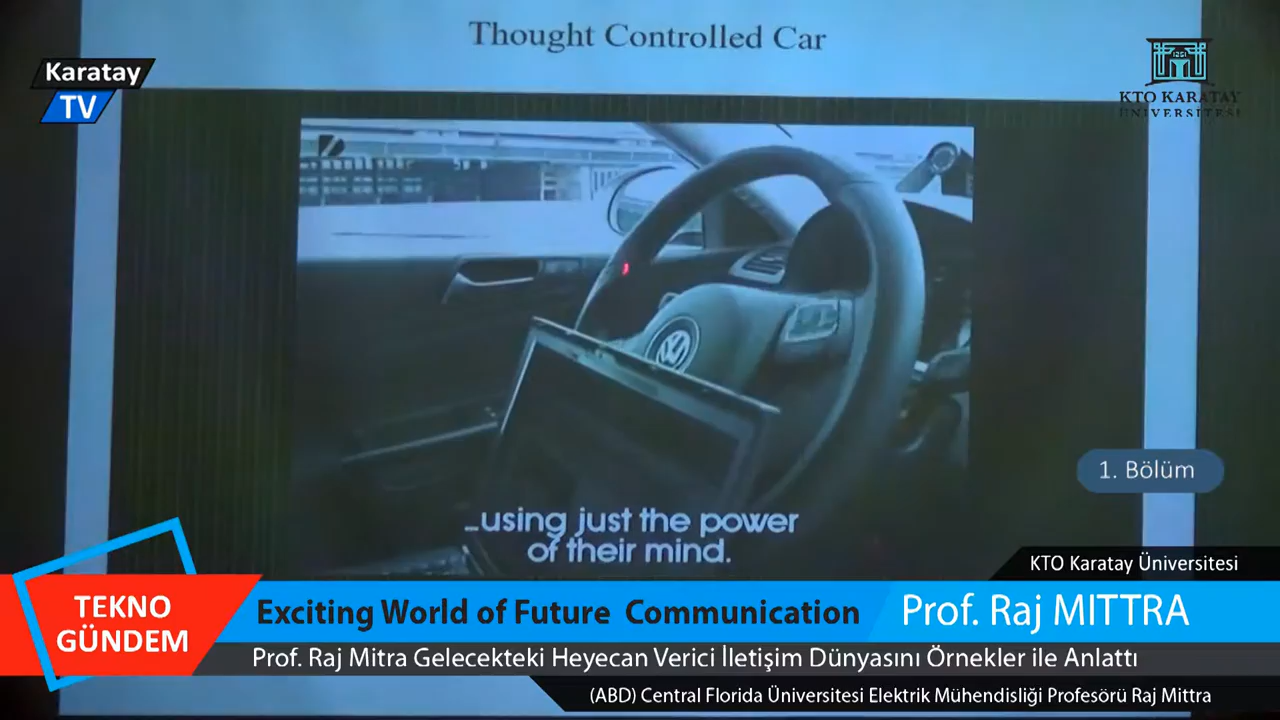 Thought Controlled Car
Karatay
TV
KTO KARATAY
ÜNİVERSİTESİ
...using just the power
of their mind.
1. Bölüm
KTO Karatay Üniversitesi
TEKNO
GÜNDEM
Exciting World of Future Communication
Prof. Raj MITTRA
Prof. Raj Mitra Gelecekteki Heyecan Verici İletişim Dünyasını Örnekler ile Anlattı
(ABD) Central Florida Üniversitesi Elektrik Mühendisliği Profesörü Raj Mittra